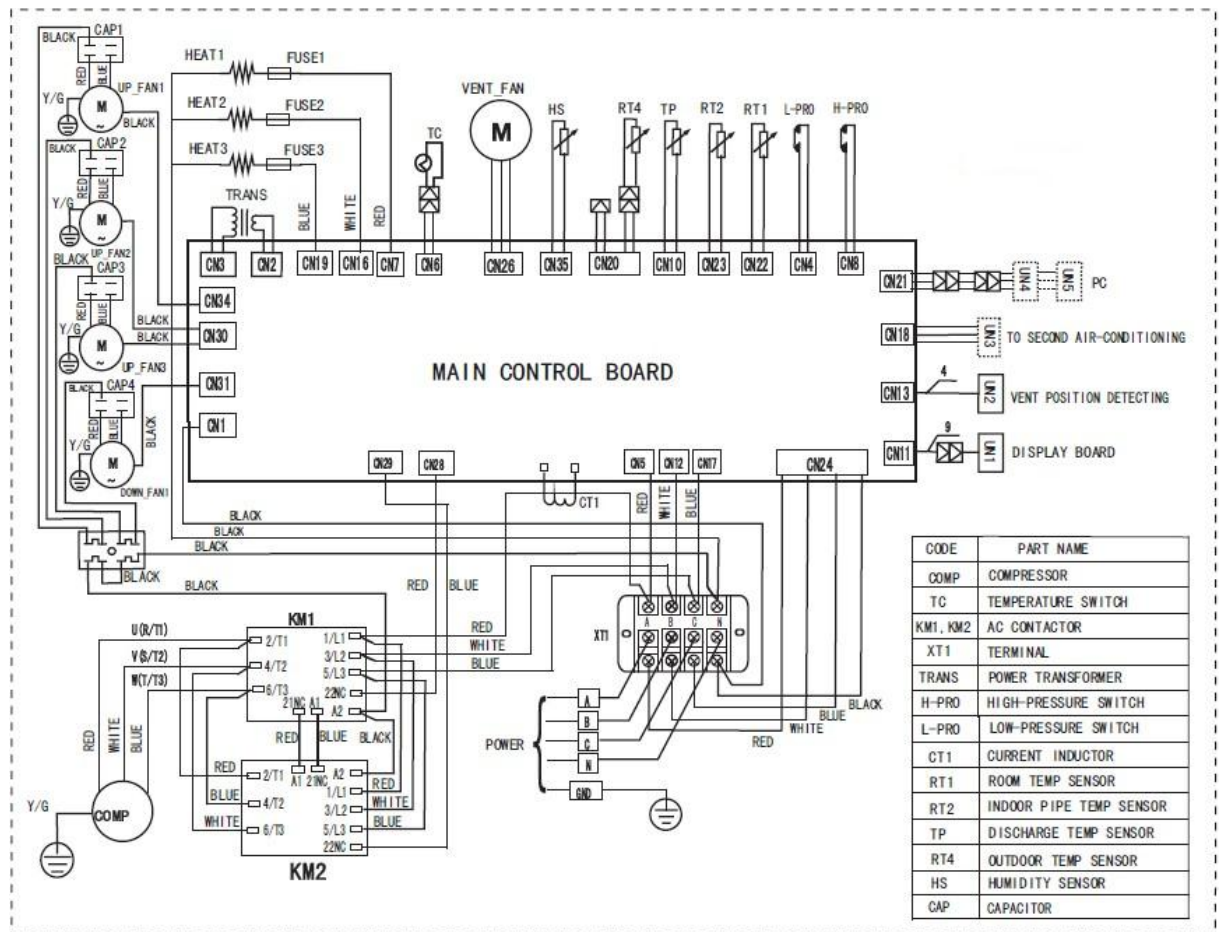 BLACK
CAP1
RED
BLUE
Y/G
M
~
UP_FAN1
BLACK
BLACK
CAP2
RED
BLUE
Y/G
M
~
UP_FAN2
BLACK
CAP3
RED
BLUE
Y/G
M
~
UP_FAN3
BLACK
BLACK
BLACK
CAP4
RED
BLUE
Y/G
M
~
DOWN_FAN1
BLACK
HEAT1
FUSE1
HEAT2
FUSE2
HEAT3
FUSE3
TRANS
BLUE
WHITE
RED
TC
VENT_FAN
M
HS
RT4
TP
RT2
RT1
L-PRO
H-PRO
CN3
CN2
CN19
CN16
CN7
CN6
CN26
CN35
CN20
CN10
CN23
CN22
CN4
CN8
CN34
CN30
CN31
CN1
MAIN CONTROL BOARD
CN21
UN4
UN5
PC
CN18
UN3
TO SECOND AIR-CONDITIONING
CN13
4
UN2
VENT POSITION DETECTING
CN11
9
UN1
DISPLAY BOARD
CN29
CN28
CT1
CN5
CN12
CN17
CN24
RED
WHITE
BLUE
BLACK
BLACK
BLACK
BLACK
BLACK
RED
BLUE
KM1
U(R/T1)
V(S/T2)
W(T/T3)
2/T1
4/T2
6/T3
1/L1
3/L2
5/L3
22NC
21NC
A1
A2
RED
WHITE
BLUE
RED
BLUE
BLACK
RED
BLUE
WHITE
A1
21NC
A2
2/T1
4/T2
6/T3
1/L1
3/L2
5/L3
22NC
RED
WHITE
BLUE
KM2
RED
WHITE
BLUE
Y/G
COMP
XT1
A
B
C
N
POWER
A
B
C
N
GND
RED
WHITE
BLUE
BLACK
CODE PART NAME
COMP COMPRESSOR
TC TEMPERATURE SWITCH
KM1, KM2 AC CONTACTOR
XT1 TERMINAL
TRANS POWER TRANSFORMER
H-PRO HIGH-PRESSURE SWITCH
L-PRO LOW-PRESSURE SWITCH
CT1 CURRENT INDUCTOR
RT1 ROOM TEMP SENSOR
RT2 INDOOR PIPE TEMP SENSOR
TP DISCHARGE TEMP SENSOR
RT4 OUTDOOR TEMP SENSOR
HS HUMIDITY SENSOR
CAP CAPACITOR